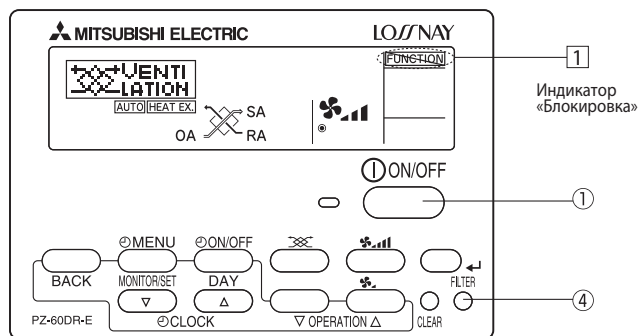 MITSUBISHI ELECTRIC
LOSSNAY
FUNCTION
1
VENTI
LATION
Индикатор
«Блокировка»
AUTO HEAT EX.
SA
OA
RA
ON/OFF
1
MENU
ON/OFF
BACK
MONITOR/SET
DAY
FILTER
4
PZ-60DR-E
CLOCK
▽ OPERATION △
CLEAR